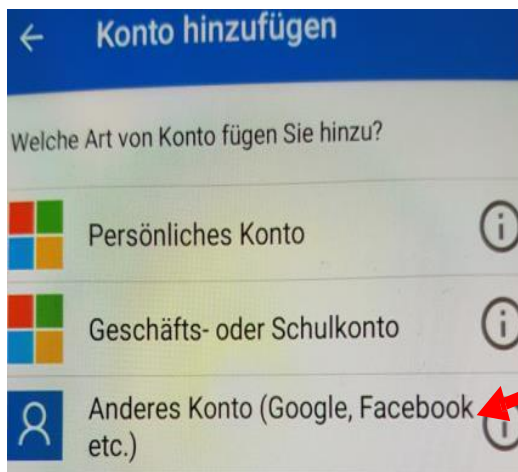 Konto hinzufügen
Welche Art von Konto fügen Sie hinzu?
Persönliches Konto
Geschäfts- oder Schulkonto
Anderes Konto (Google, Facebook
etc.)